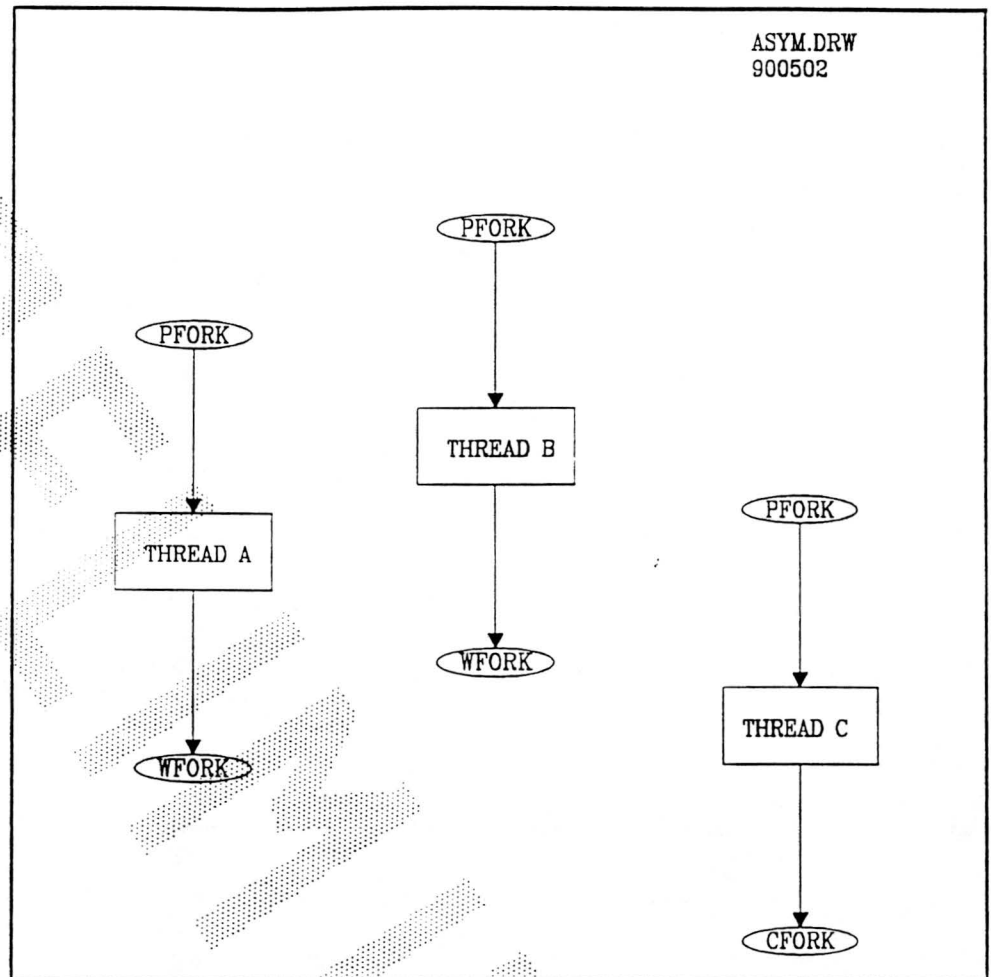 ASYM.DRW
900502
PFORK
PFORK
THREAD B
PFORK
THREAD A
WFORK
THREAD C
WFORK
CFORK